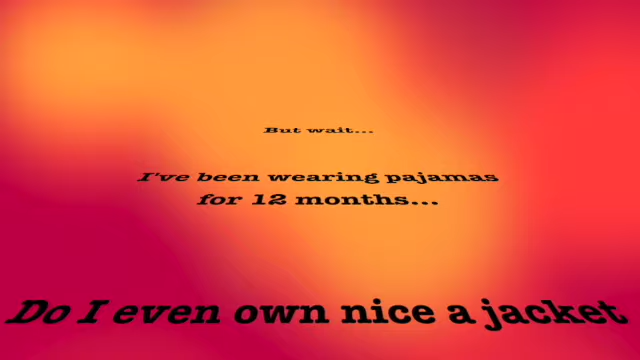 But wait...
I've been wearing pajamas
for 12 months...
Do I even own nice a jacket